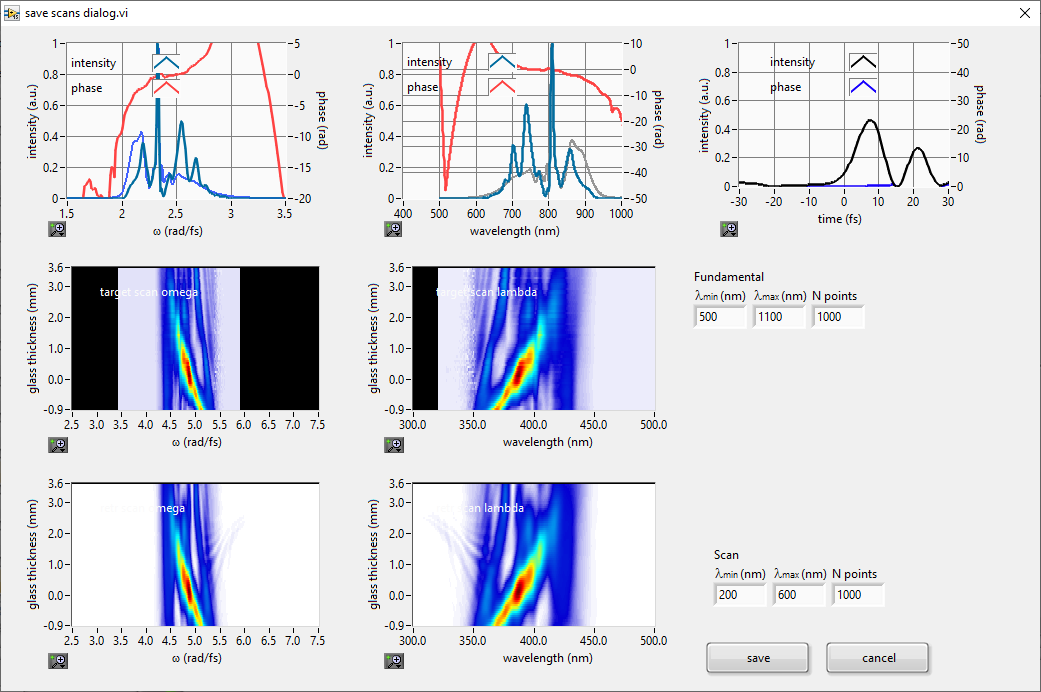 save scans dialog.vi
intensity
phase
intensity (a.u.)
1
0.8
0.6
0.4
0.2
0
5
0
-5
-10
-15
-20
phase (rad)
1.5 2 2.5 3 3.5
ω (rad/fs)
intensity
phase
intensity (a.u.)
1
0.8
0.6
0.4
0.2
0
10
0
-10
-20
-30
-40
-50
phase (rad)
400 500 600 700 800 900 1000
wavelength (nm)
intensity
phase
intensity (a.u.)
1
0.8
0.6
0.4
0.2
0
50
40
30
20
10
0
phase (rad)
-30 -20 -10 0 10 20 30
time (fs)
target scan omega
glass thickness (mm)
3.6
3.0
2.0
1.0
0.0
-0.9
2.5 3.0 3.5 4.0 4.5 5.0 5.5 6.0 6.5 7.0 7.5
ω (rad/fs)
target scan lambda
glass thickness (mm)
3.6
3.0
2.0
1.0
0.0
-0.9
300.0 350.0 400.0 450.0 500.0
wavelength (nm)
Fundamental
λmin (nm) λmax (nm) N points
500 1100 1000
glass thickness (mm)
3.6
3.0
2.0
1.0
0.0
-0.9
2.5 3.0 3.5 4.0 4.5 5.0 5.5 6.0 6.5 7.0 7.5
ω (rad/fs)
scan lambda
glass thickness (mm)
3.6
3.0
2.0
1.0
0.0
-0.9
300.0 350.0 400.0 450.0 500.0
wavelength (nm)
Scan
λmin (nm) λmax (nm) N points
200 600 1000
save cancel